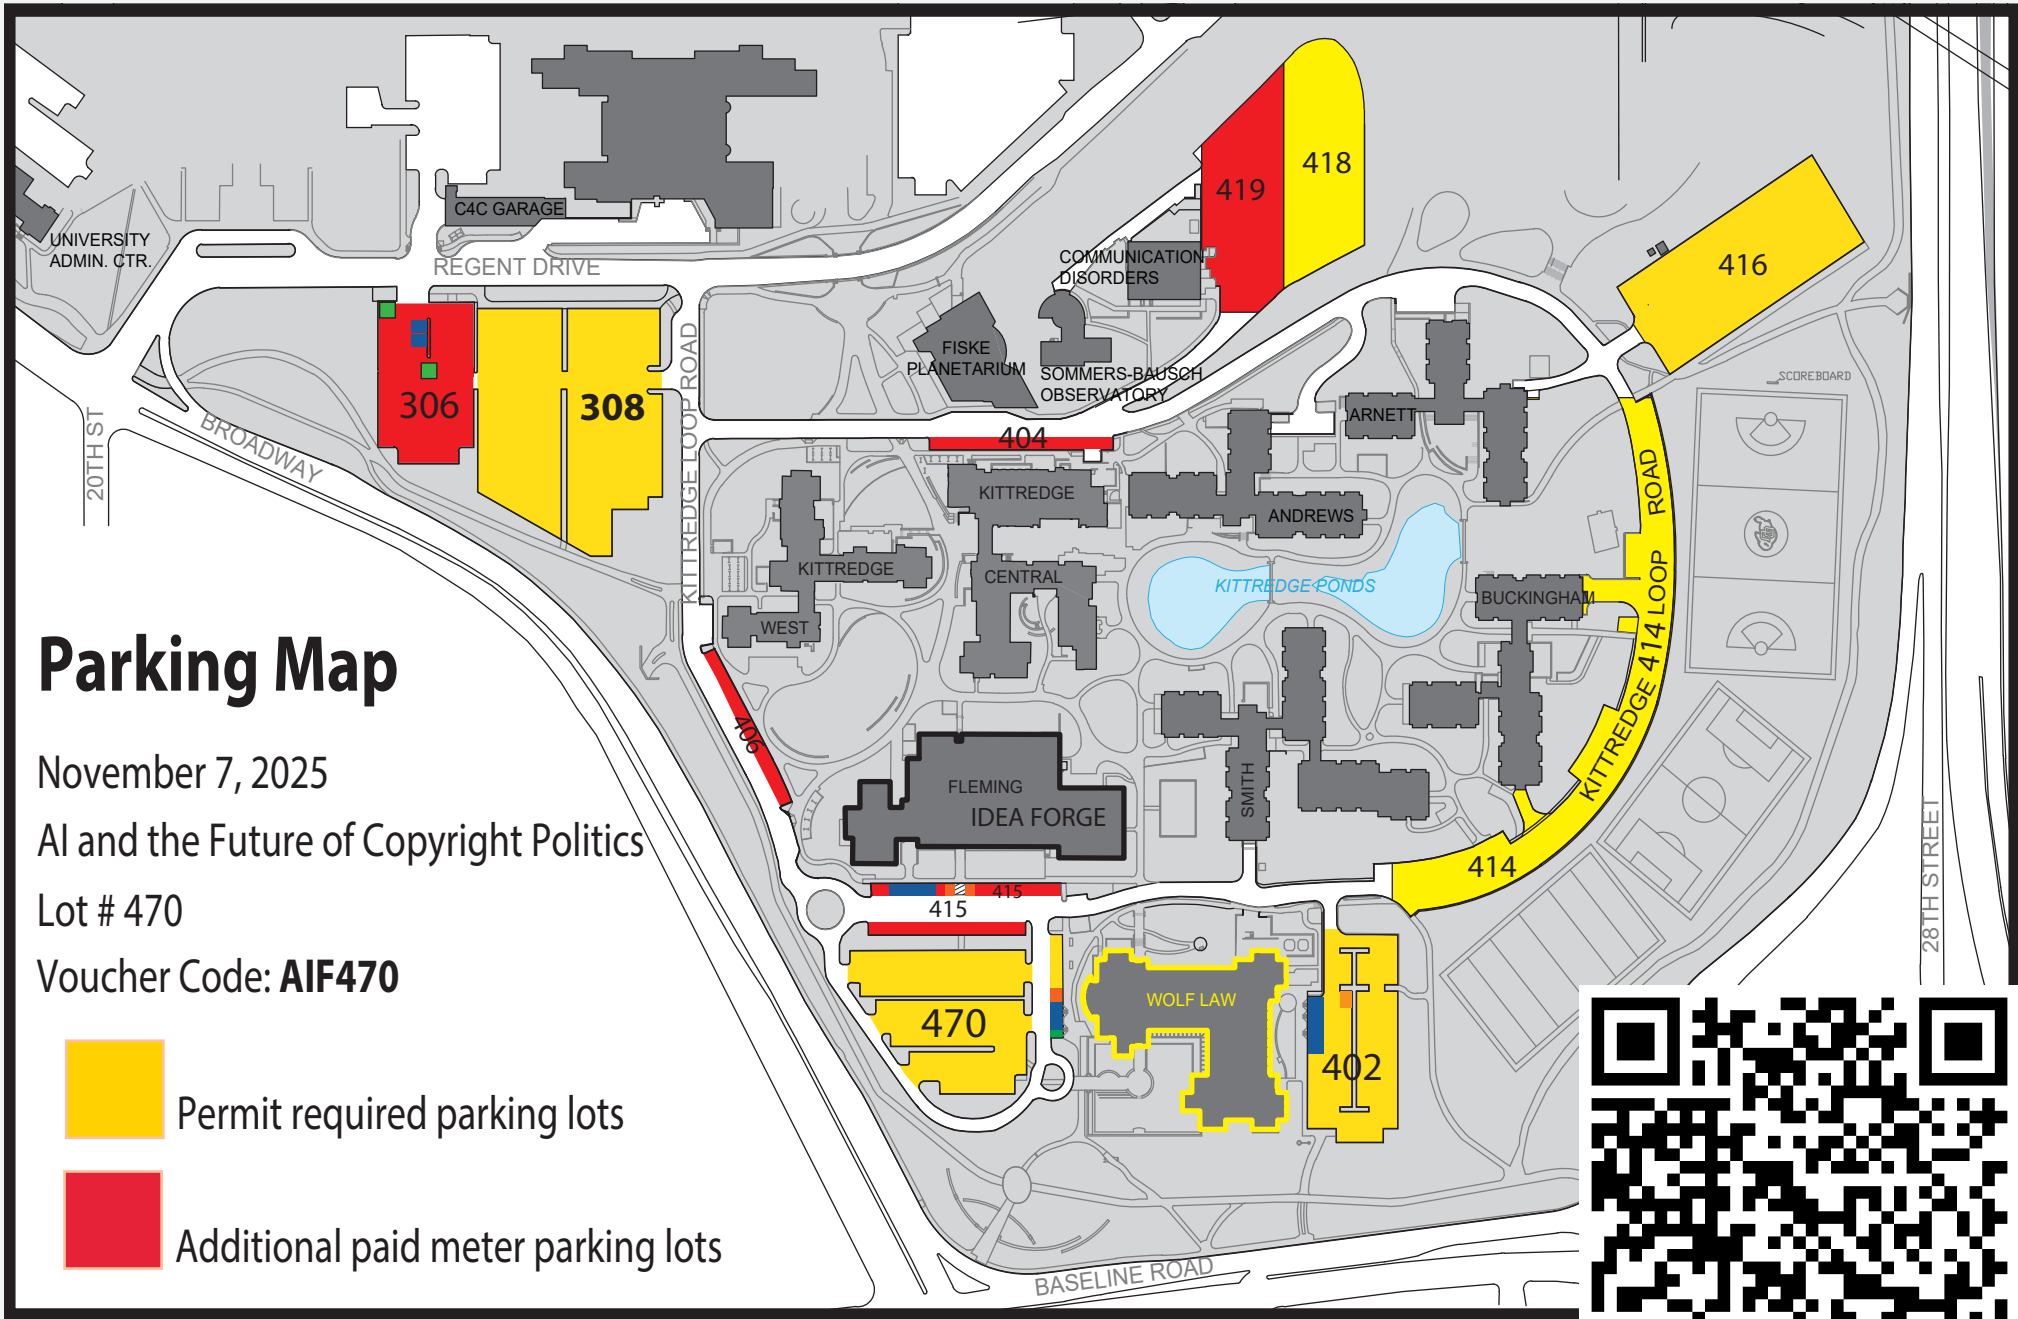 UNIVERSITY
ADMIN. CTR.
C4C GARAGE
REGENT DRIVE
419
418
416
COMMUNICATION
DISORDERS
306
308
FISKE
PLANETARIUM
SOMMERS-BAUSCH
OBSERVATORY
SCOREBOARD
20TH ST
BROADWAY
KITTREDGE LOOP ROAD
404
ARNETT
KITTREDGE
ANDREWS
KITTREDGE
CENTRAL
KITTREDGE PONDS
BUCKINGHAM
WEST
KITTREDGE 414 LOOP ROAD
406
FLEMING
IDEA FORGE
SMITH
414
415
415
28TH STREET
470
WOLF LAW
402
BASELINE ROAD
Parking Map
November 7, 2025
AI and the Future of Copyright Politics
Lot # 470
Voucher Code: AIF470
Permit required parking lots
Additional paid meter parking lots